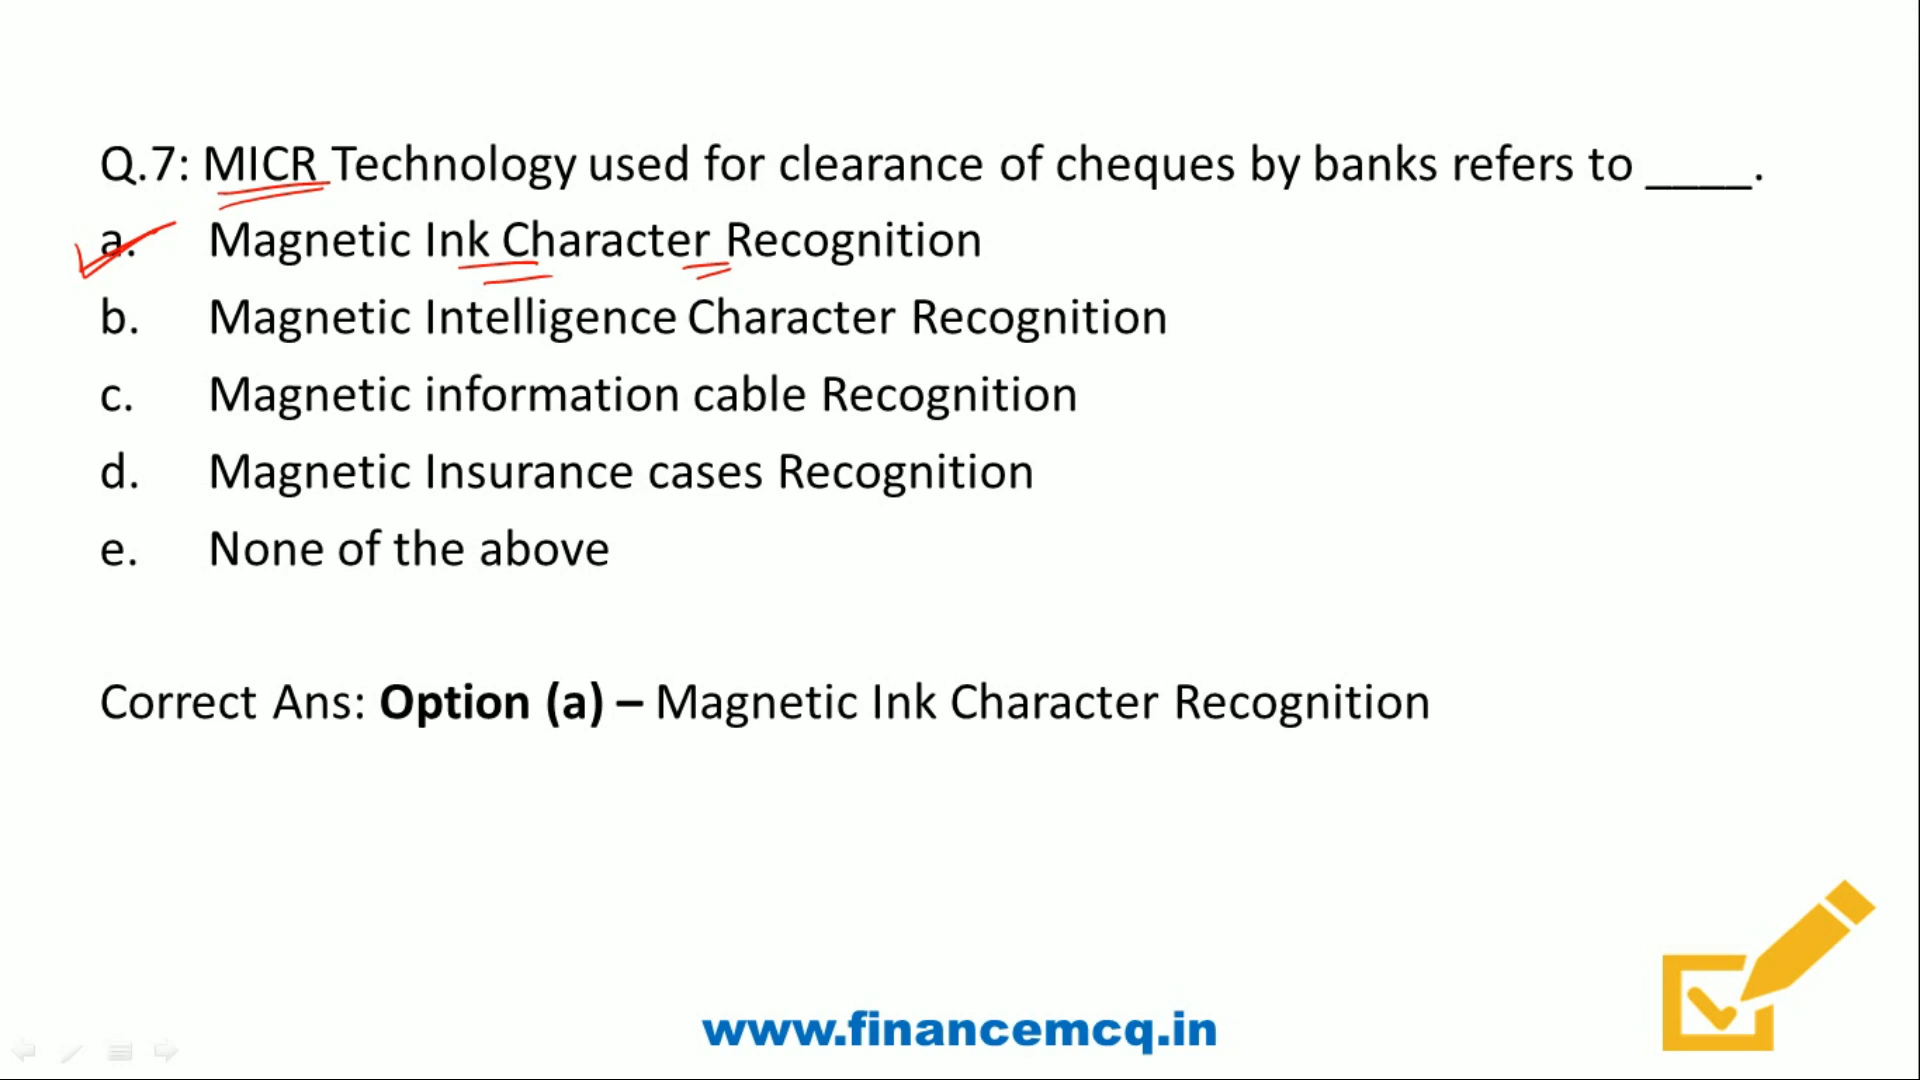 Q.7: MICR Technology used for clearance of cheques by banks refers to ____.
a. Magnetic Ink Character Recognition
b. Magnetic Intelligence Character Recognition
c. Magnetic information cable Recognition
d. Magnetic Insurance cases Recognition
e. None of the above
Correct Ans: Option (a) – Magnetic Ink Character Recognition
www.financemcq.in